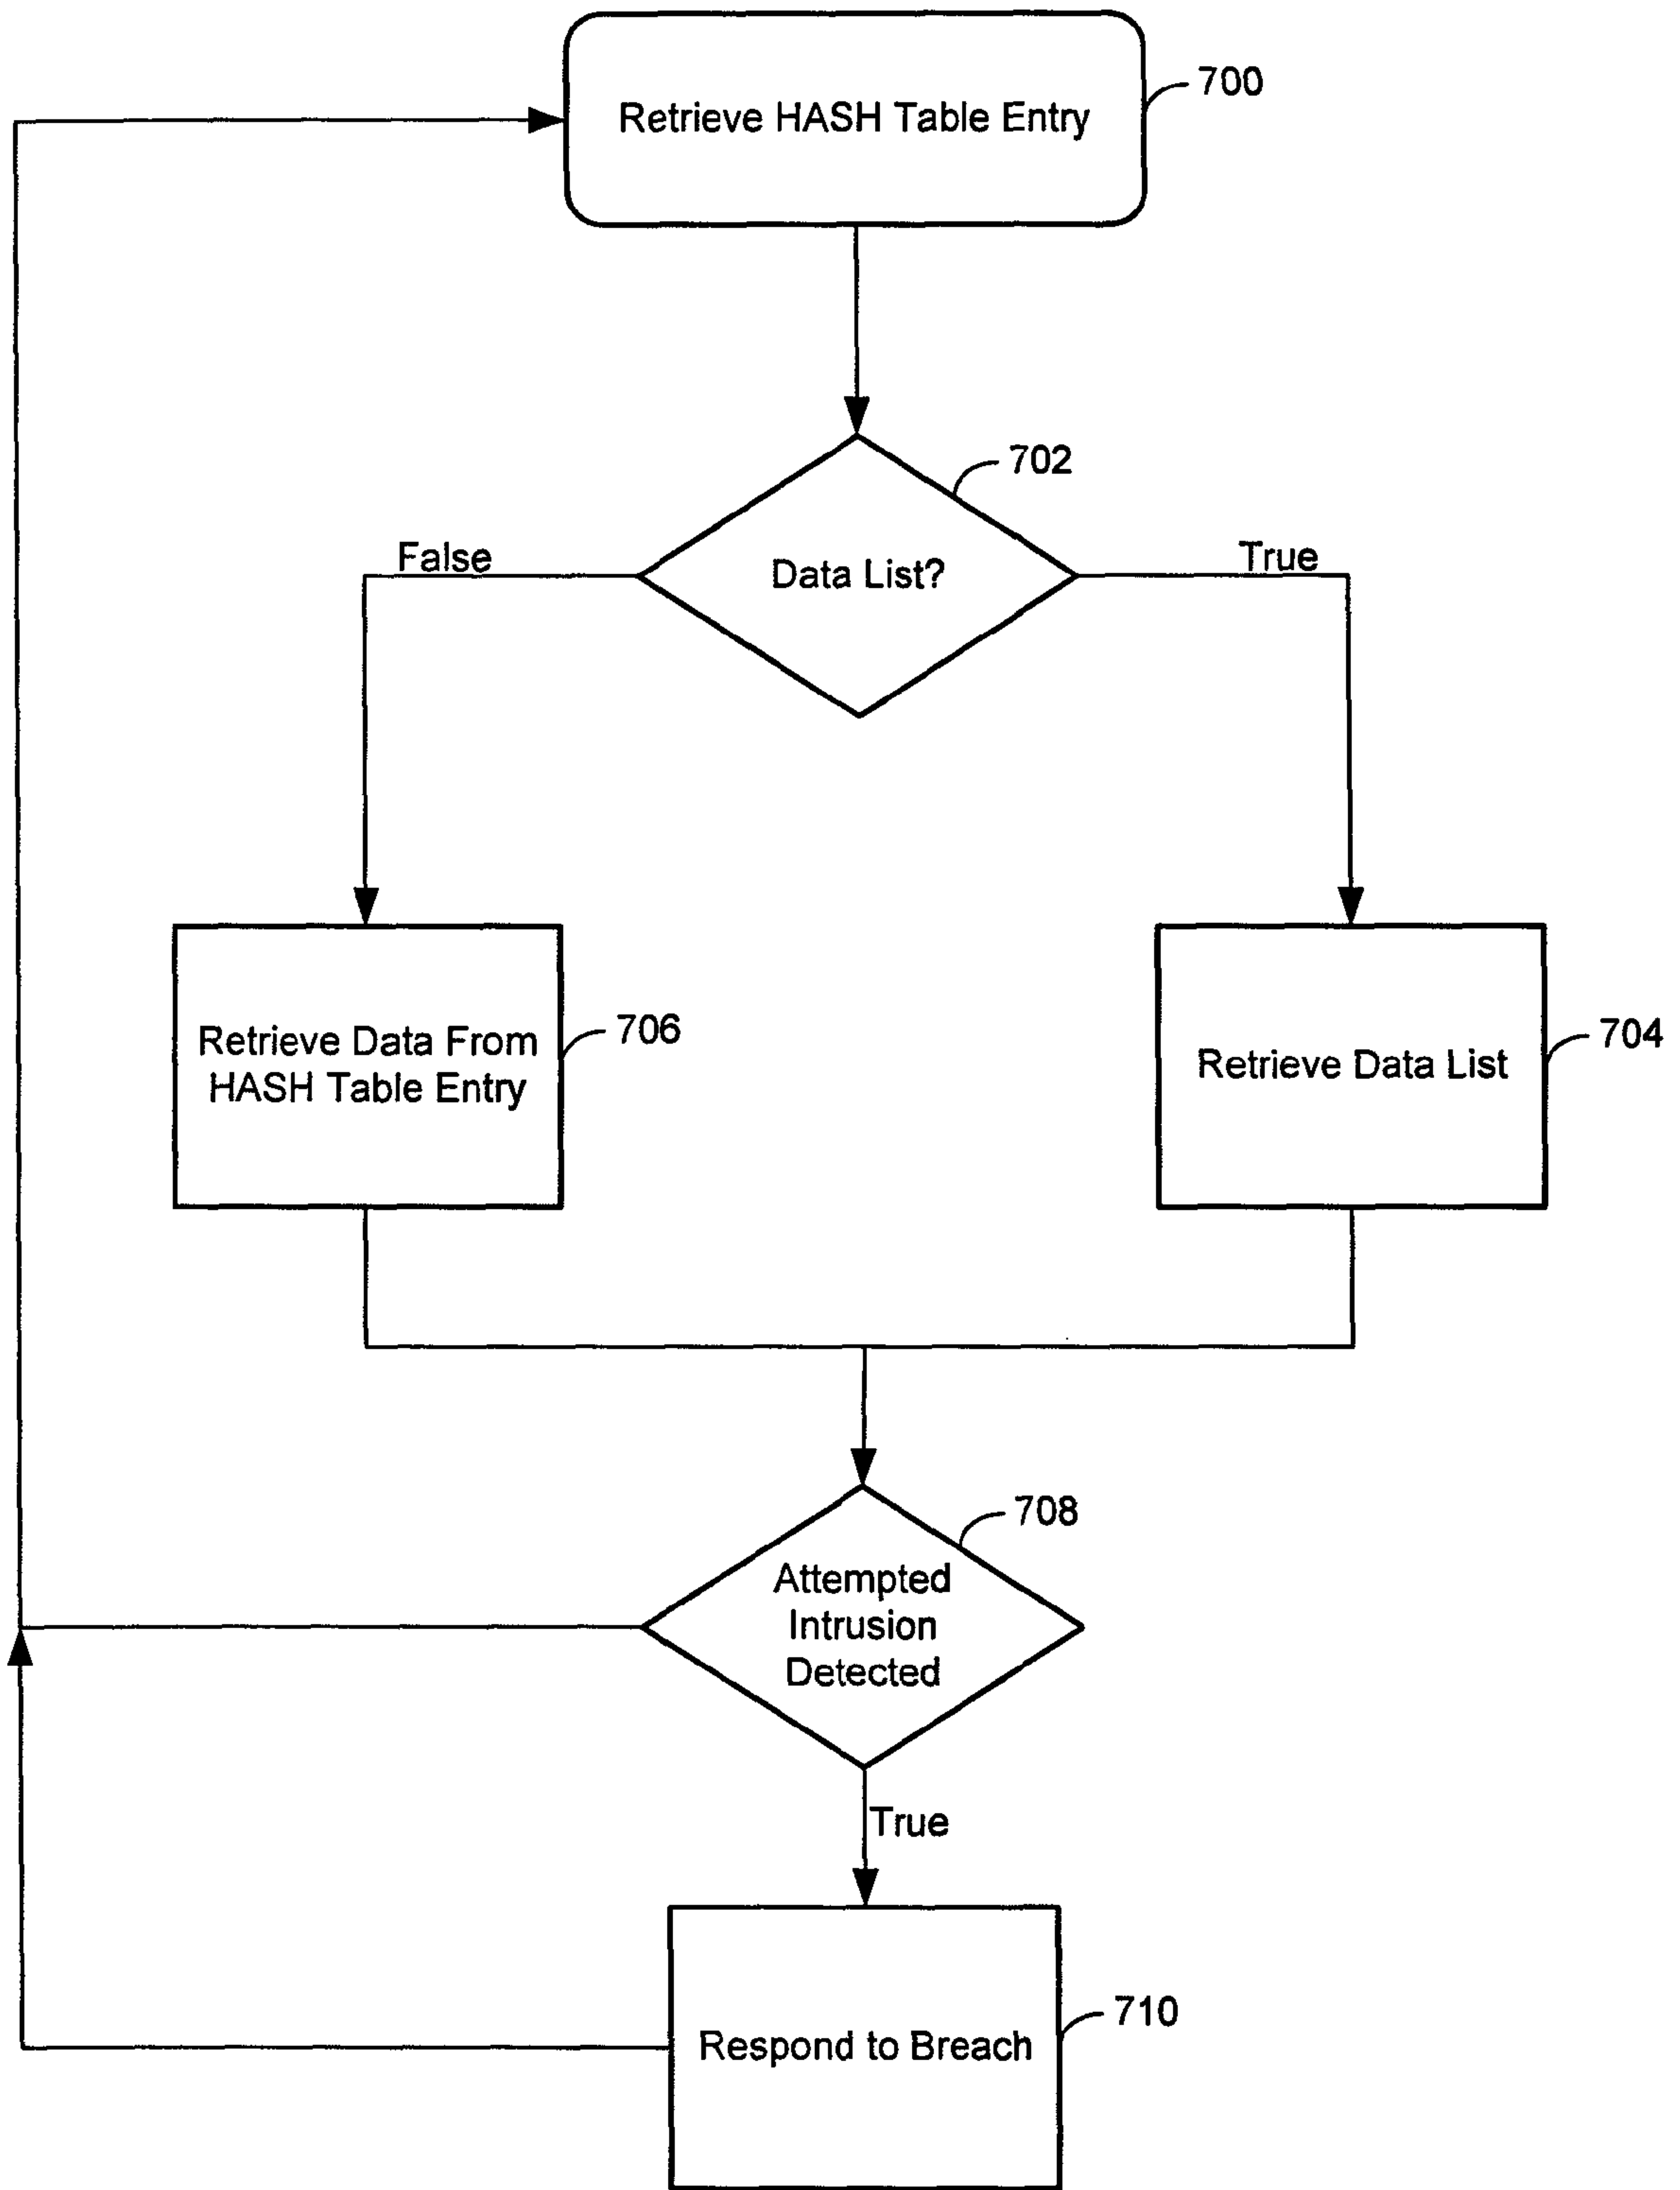 Retrieve HASH Table Entry
700
702
False
Data List?
True
Retrieve Data From
HASH Table Entry
706
Retrieve Data List
704
708
Attempted
Intrusion
Detected
True
Respond to Breach
710